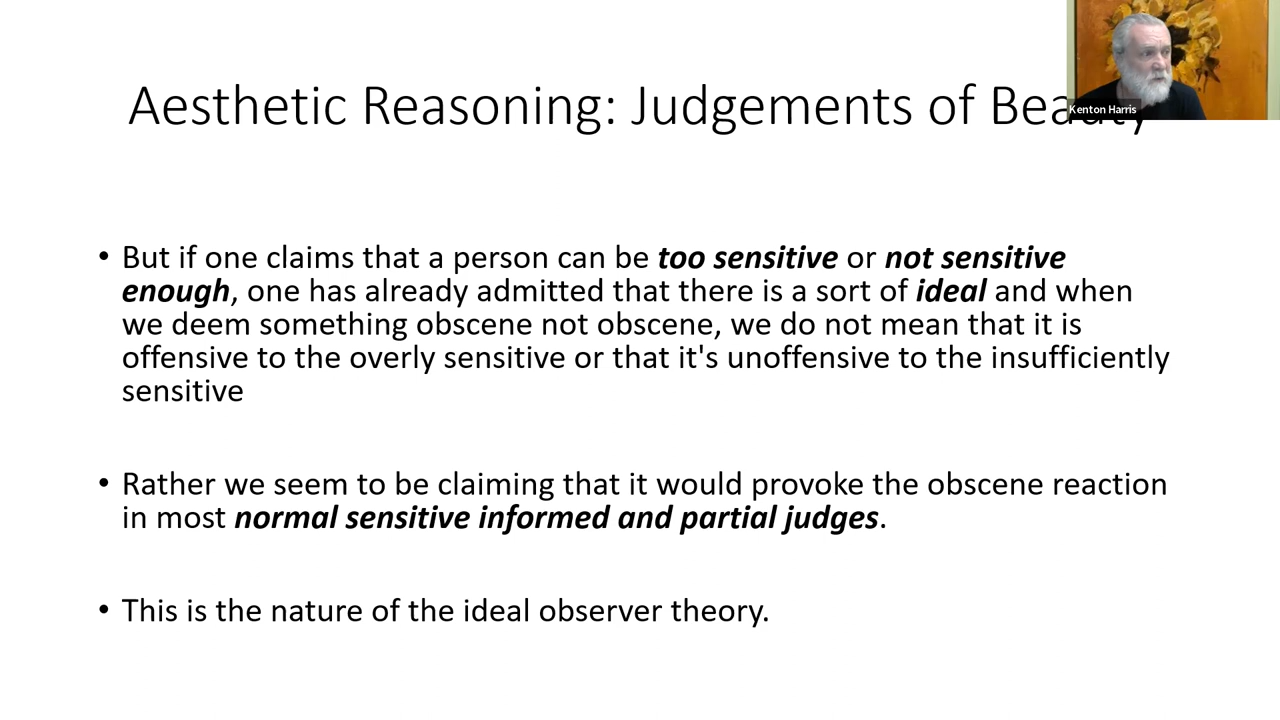 Aesthetic Reasoning: Judgements of Beauty
Kenton Harris
• But if one claims that a person can be too sensitive or not sensitive
enough, one has already admitted that there is a sort of ideal and when
we deem something obscene not obscene, we do not mean that it is
offensive to the overly sensitive or that it's unoffensive to the insufficiently
sensitive
• Rather we seem to be claiming that it would provoke the obscene reaction
in most normal sensitive informed and partial judges.
• This is the nature of the ideal observer theory.